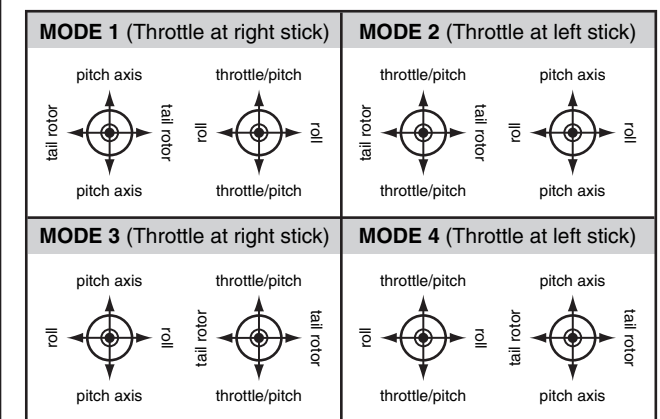 MODE 1 (Throttle at right stick)
pitch axis
throttle/pitch
tail rotor
tail rotor
roll
roll
pitch axis
throttle/pitch
MODE 2 (Throttle at left stick)
throttle/pitch
pitch axis
tail rotor
tail rotor
roll
roll
throttle/pitch
pitch axis
MODE 3 (Throttle at right stick)
pitch axis
throttle/pitch
roll
roll
tail rotor
tail rotor
pitch axis
throttle/pitch
MODE 4 (Throttle at left stick)
throttle/pitch
pitch axis
roll
roll
tail rotor
tail rotor
throttle/pitch
pitch axis